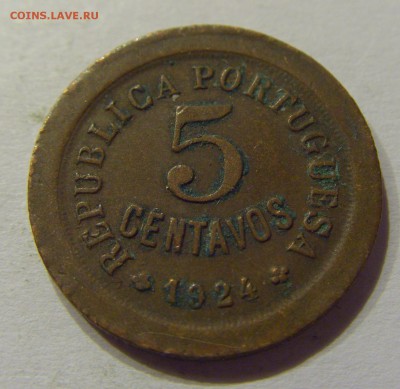 COINS.LAVE.RU
REPUBLICA PORTUGUESA
5
CENTAVOS
* 1924 *